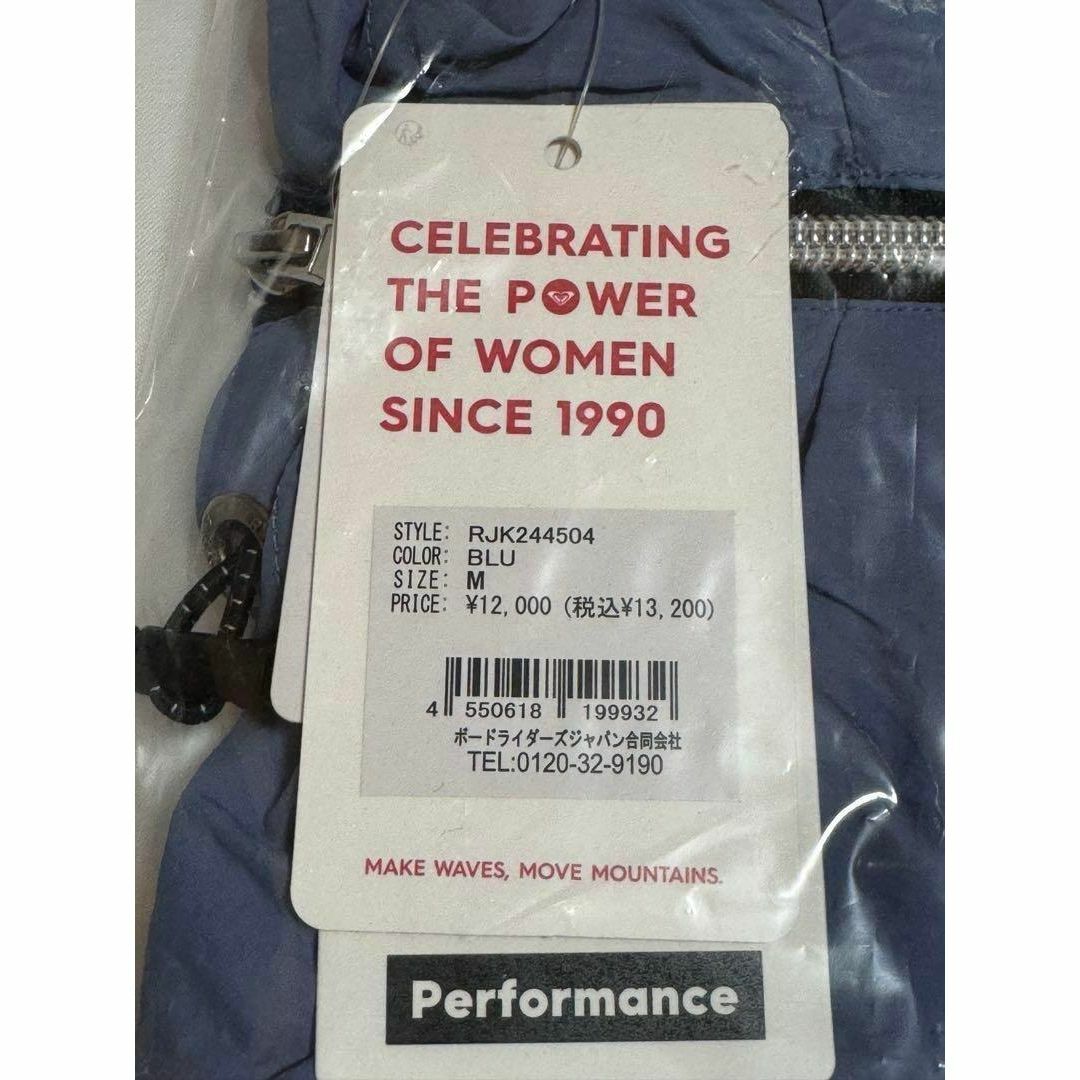 CELEBRATING
THE POWER
OF WOMEN
SINCE 1990
STYLE: RJK244504
COLOR: BLU
SIZE: M
PRICE: ¥12,000 (税込¥13,200)
4 550618 199932
ボードライダーズジャパン合同会社
TEL:0120-32-9190
MAKE WAVES, MOVE MOUNTAINS.
Performance